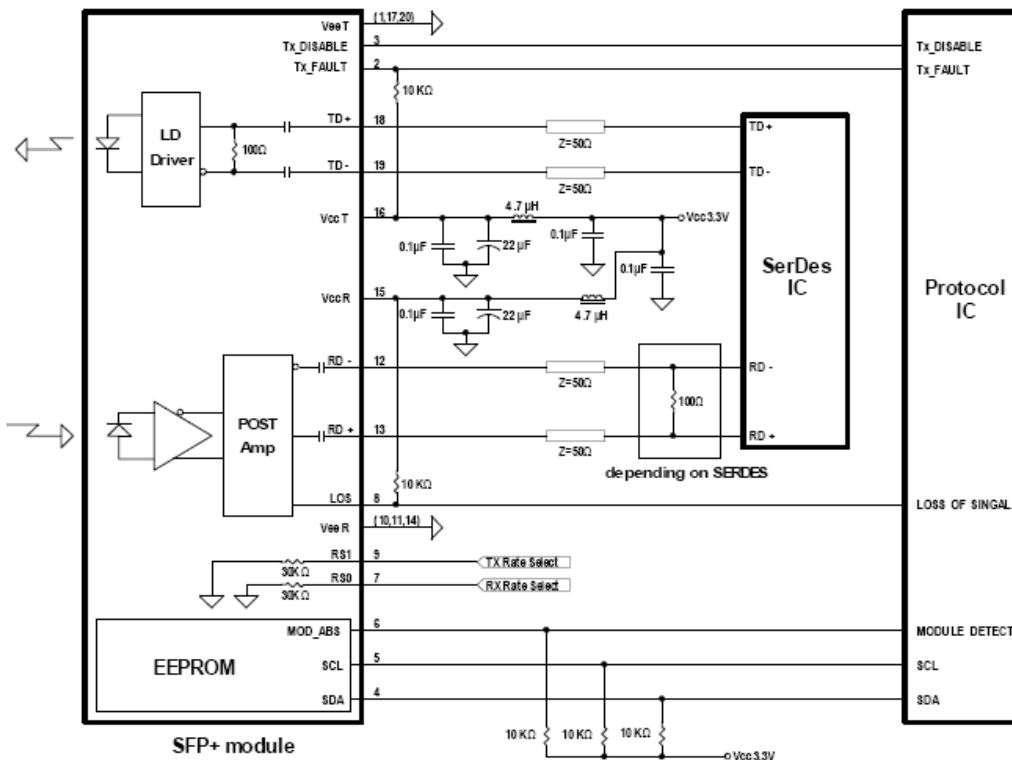 VeeT (1,17,20)
Tx_DISABLE 3 Tx_DISABLE
Tx_FAULT 2 Tx_FAULT
10 KΩ
LD
Driver
100Ω
TD+ 18 Z=50Ω TD+
TD- 19 Z=50Ω TD-
VccT 16 4.7 μH Vcc3.3V
0.1μF 22 μF 0.1μF 0.1μF
SerDes
IC
Protocol
IC
VccR 15 4.7 μH
0.1μF 22 μF
RD - 12 Z=50Ω RD -
100Ω
POST
Amp
RD + 13 Z=50Ω RD +
depending on SERDES
10 KΩ
LOS 8 LOSS OF SINGAL
VeeR (10,11,14)
RS1 9 TX Rate Select
30KΩ
RS0 7 RX Rate Select
30KΩ
MOD_ABS 6 MODULE DETECT
EEPROM
SCL 5 SCL
SDA 4 SDA
10 KΩ 10 KΩ 10 KΩ
Vcc3.3V
SFP+ module